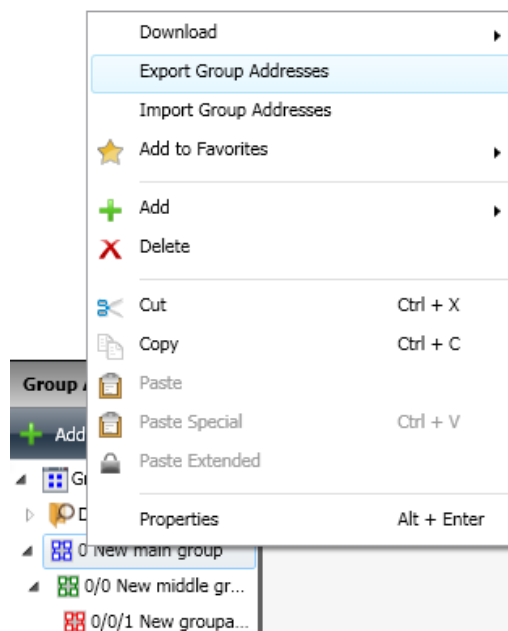 Download
Export Group Addresses
Import Group Addresses
Add to Favorites
Add
Delete
Cut Ctrl + X
Copy Ctrl + C
Paste
Paste Special Ctrl + V
Paste Extended
Properties Alt + Enter
Group
Add
0 New main group
0/0 New middle gr...
0/0/1 New groupa...